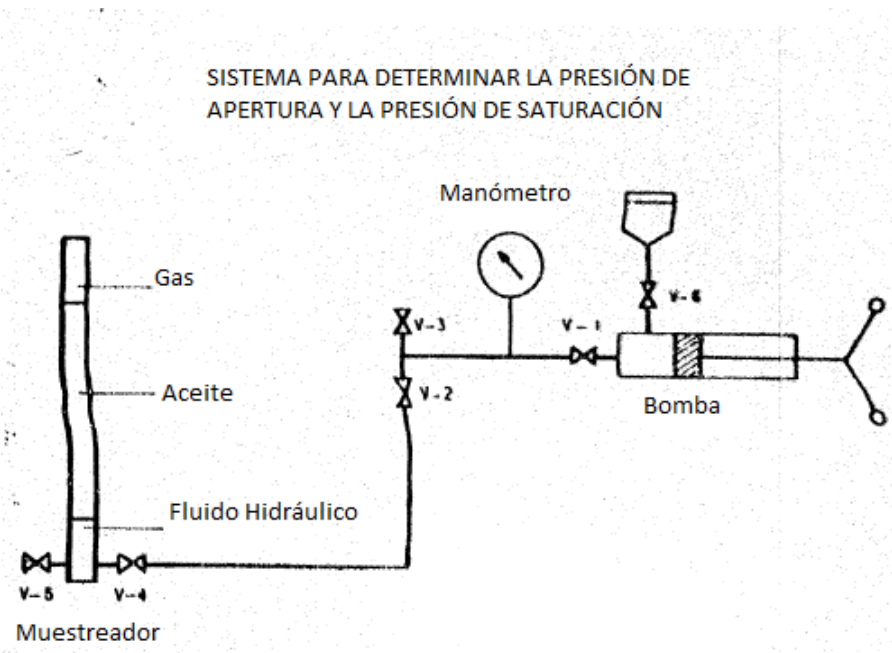 SISTEMA PARA DETERMINAR LA PRESIÓN DE
APERTURA Y LA PRESIÓN DE SATURACIÓN
Manómetro
Gas
V-3
V-1
V-6
Aceite
V-2
Bomba
Fluido Hidráulico
V-5
V-4
Muestreador